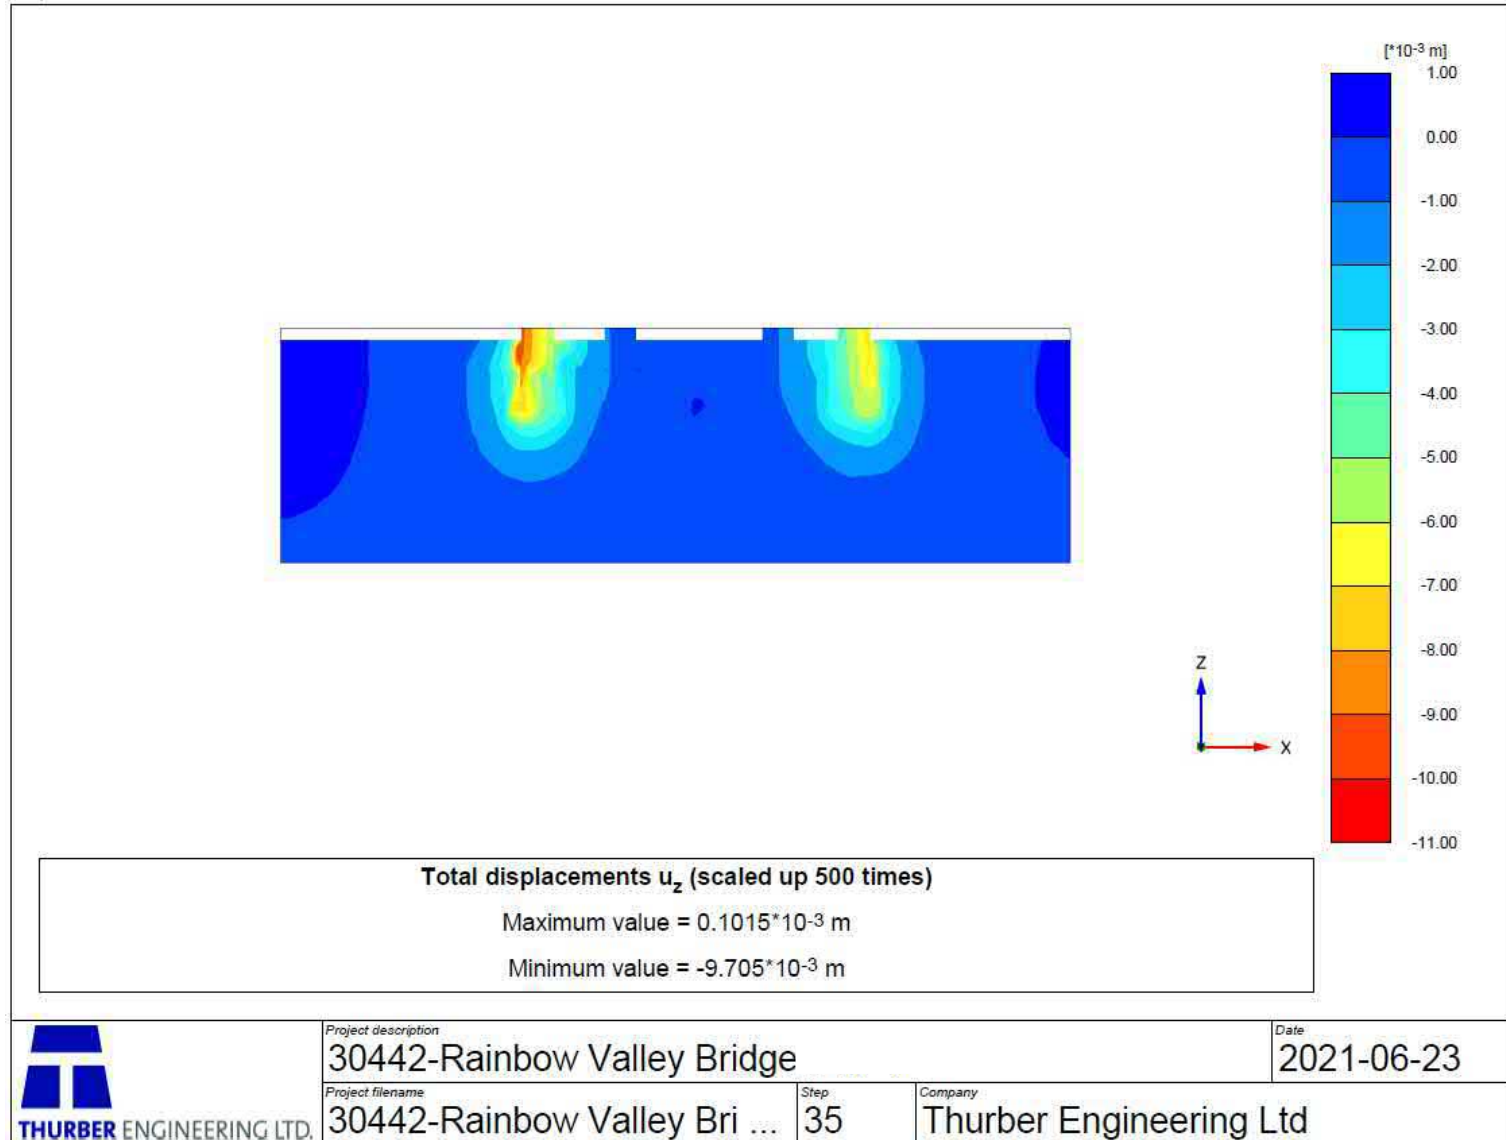 [*10-3 m]
1.00
0.00
-1.00
-2.00
-3.00
-4.00
-5.00
-6.00
-7.00
-8.00
-9.00
-10.00
-11.00
Z
X
Total displacements uz (scaled up 500 times)
Maximum value = 0.1015*10-3 m
Minimum value = -9.705*10-3 m
Project description
30442-Rainbow Valley Bridge
Date
2021-06-23
Project filename
30442-Rainbow Valley Bri ...
Step
35
Company
Thurber Engineering Ltd
THURBER ENGINEERING LTD.